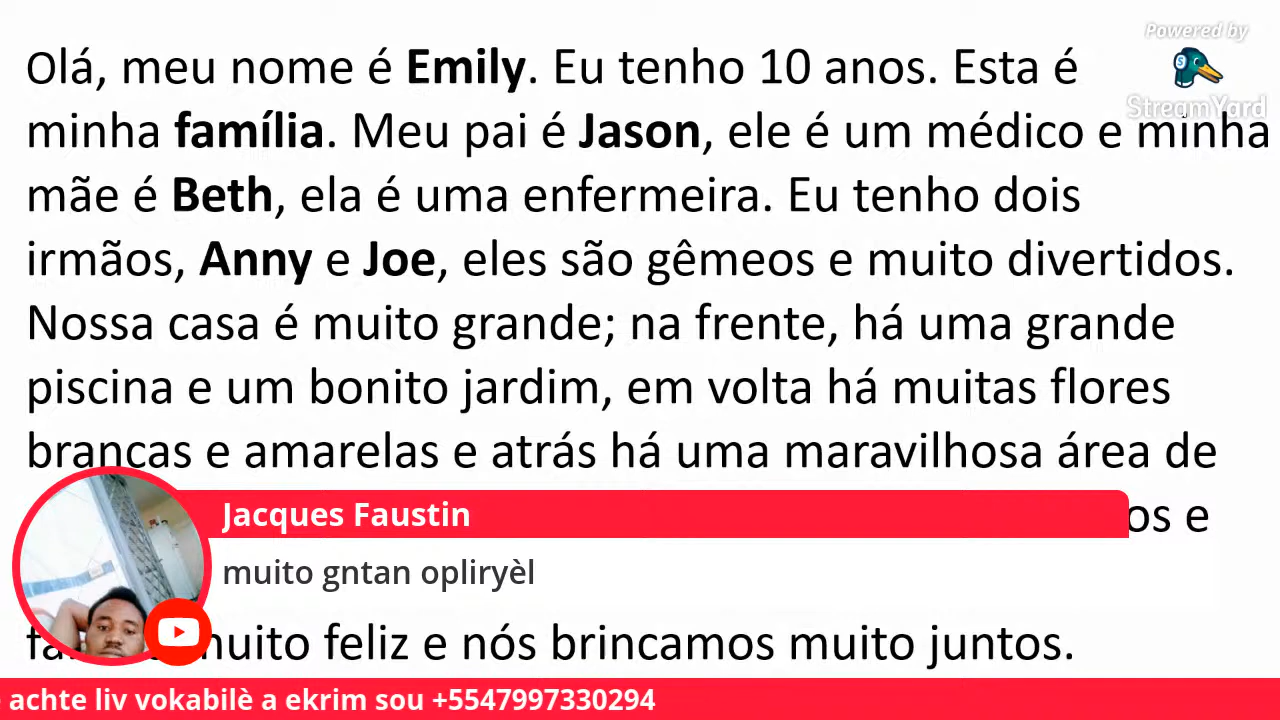 Powered by
StreamYard
Olá, meu nome é Emily. Eu tenho 10 anos. Esta é
minha família. Meu pai é Jason, ele é um médico e minha
mãe é Beth, ela é uma enfermeira. Eu tenho dois
irmãos, Anny e Joe, eles são gêmeos e muito divertidos.
Nossa casa é muito grande; na frente, há uma grande
piscina e um bonito jardim, em volta há muitas flores
brancas e amarelas e atrás há uma maravilhosa área de
e
Jacques Faustin
muito gntan opliryèl
muito feliz e nós brincamos muito juntos.
achte liv vokabilè a ekrim sou +5547997330294